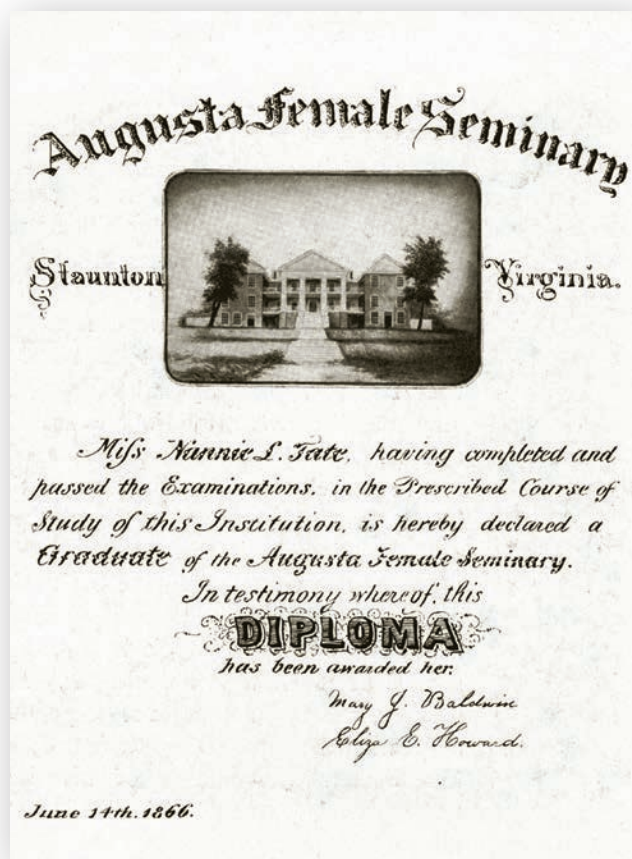 Augusta Female Seminary
Staunton Virginia.
Miſs Nannie L. Tate, having completed and
passed the Examinations, in the Prescribed Course of
Study of this Institution, is hereby declared a
Graduate of the Augusta Female Seminary.
In testimony whereof, this
DIPLOMA
has been awarded her.
Mary J. Baldwin
Eliza E. Howard.
June 14th. 1866.